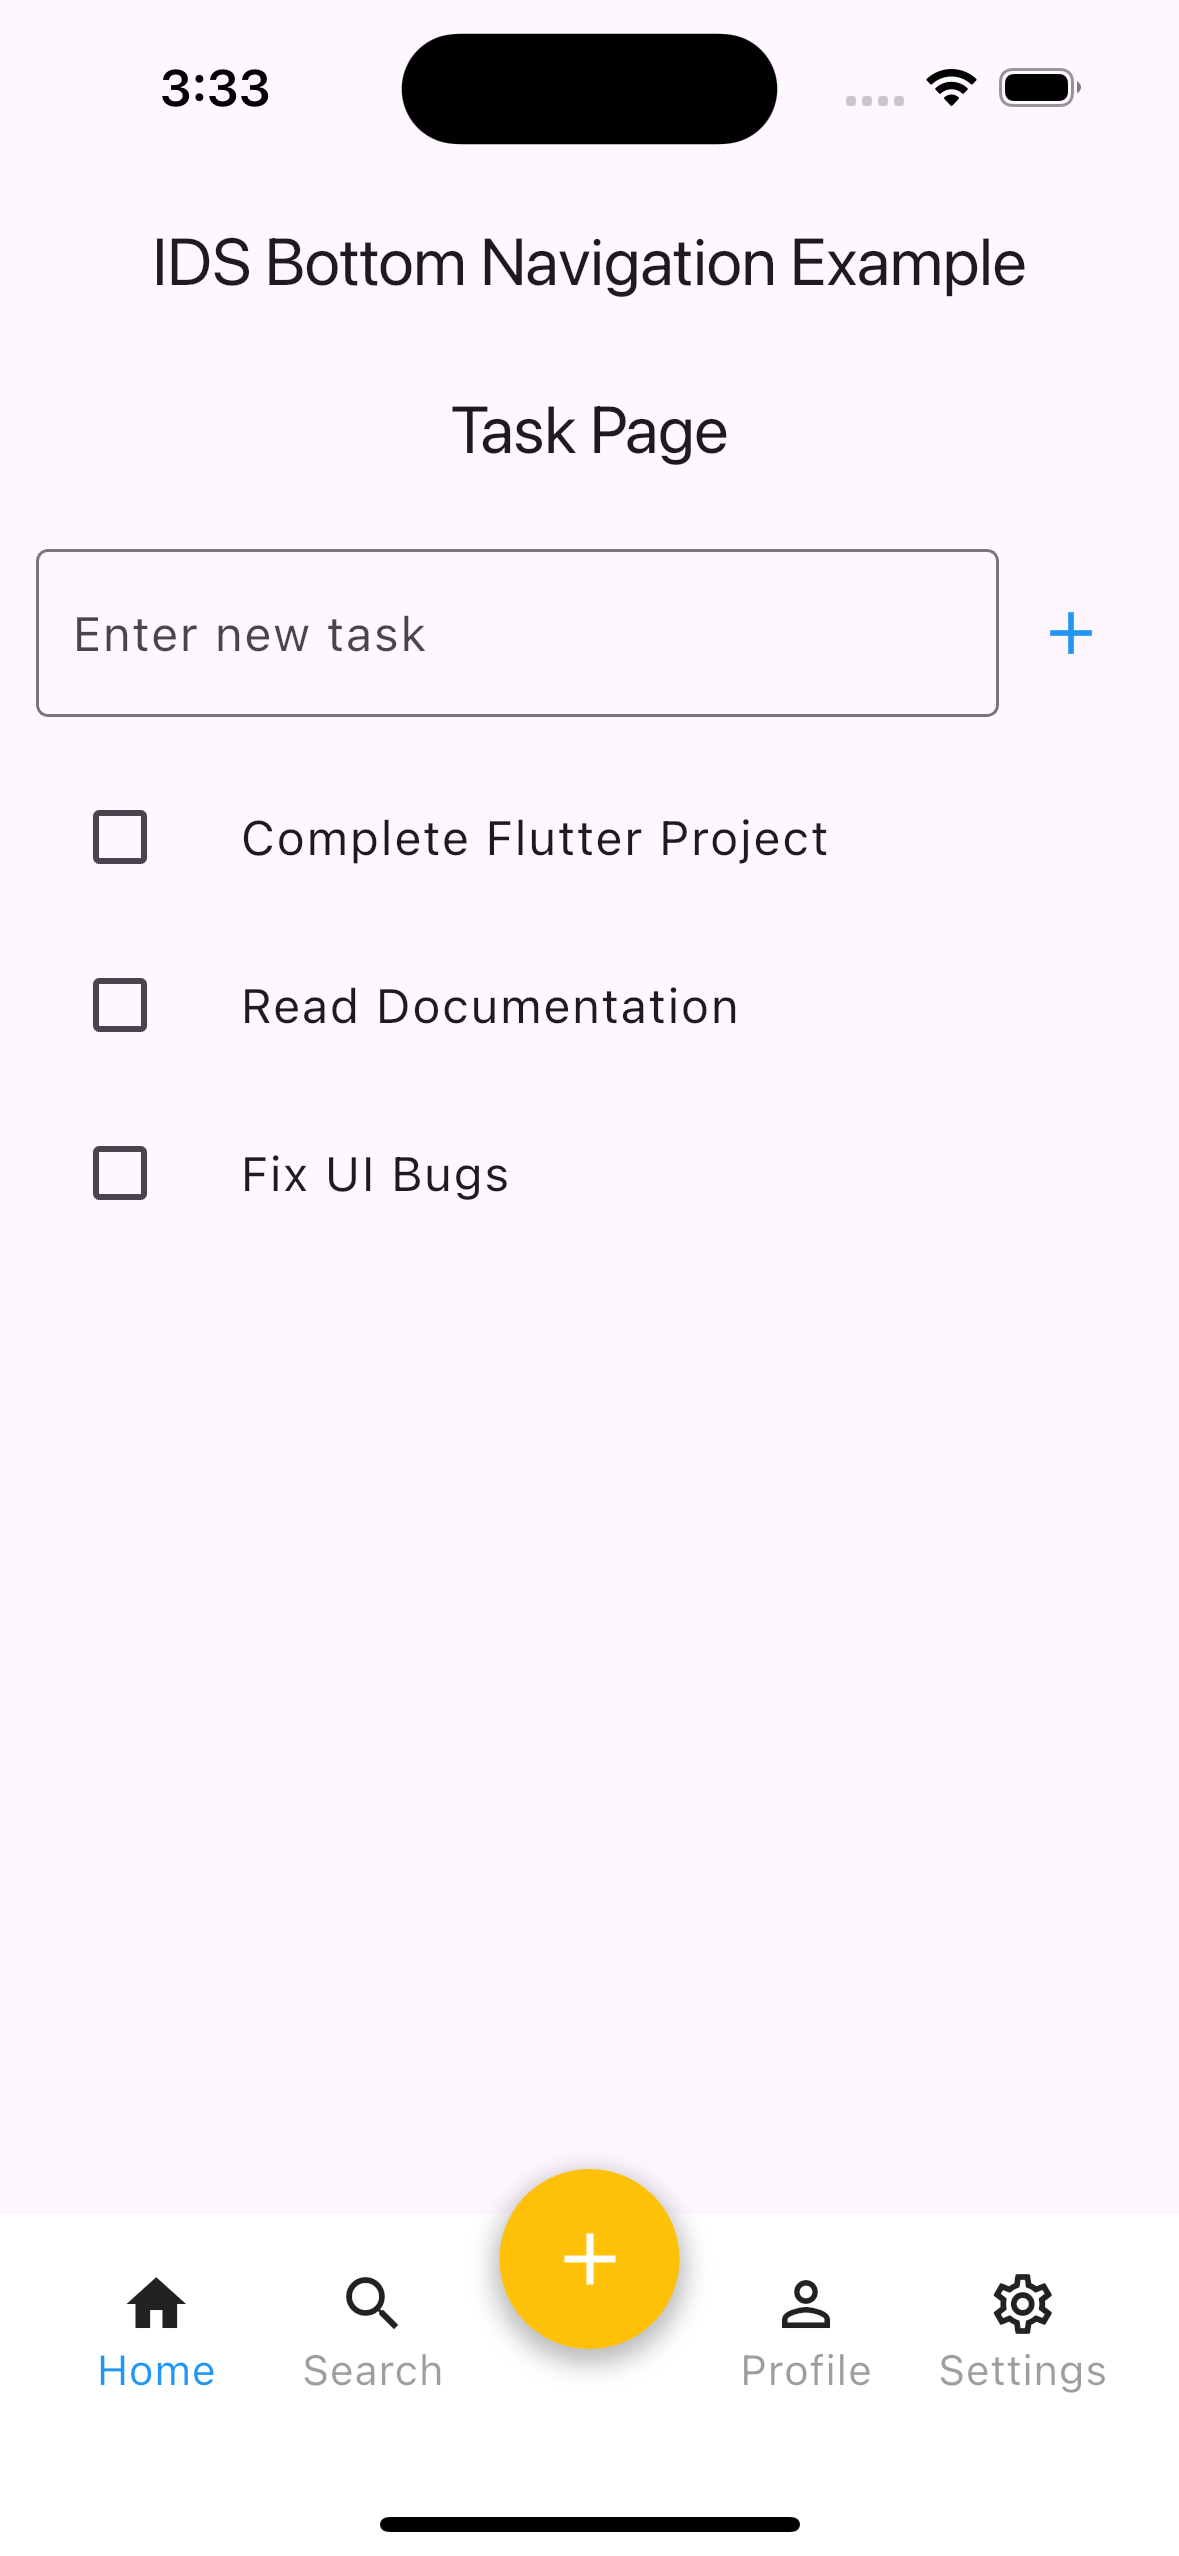 3:33
IDS Bottom Navigation Example
Task Page
Enter new task
Complete Flutter Project
Read Documentation
Fix UI Bugs
Home
Search
Profile
Settings